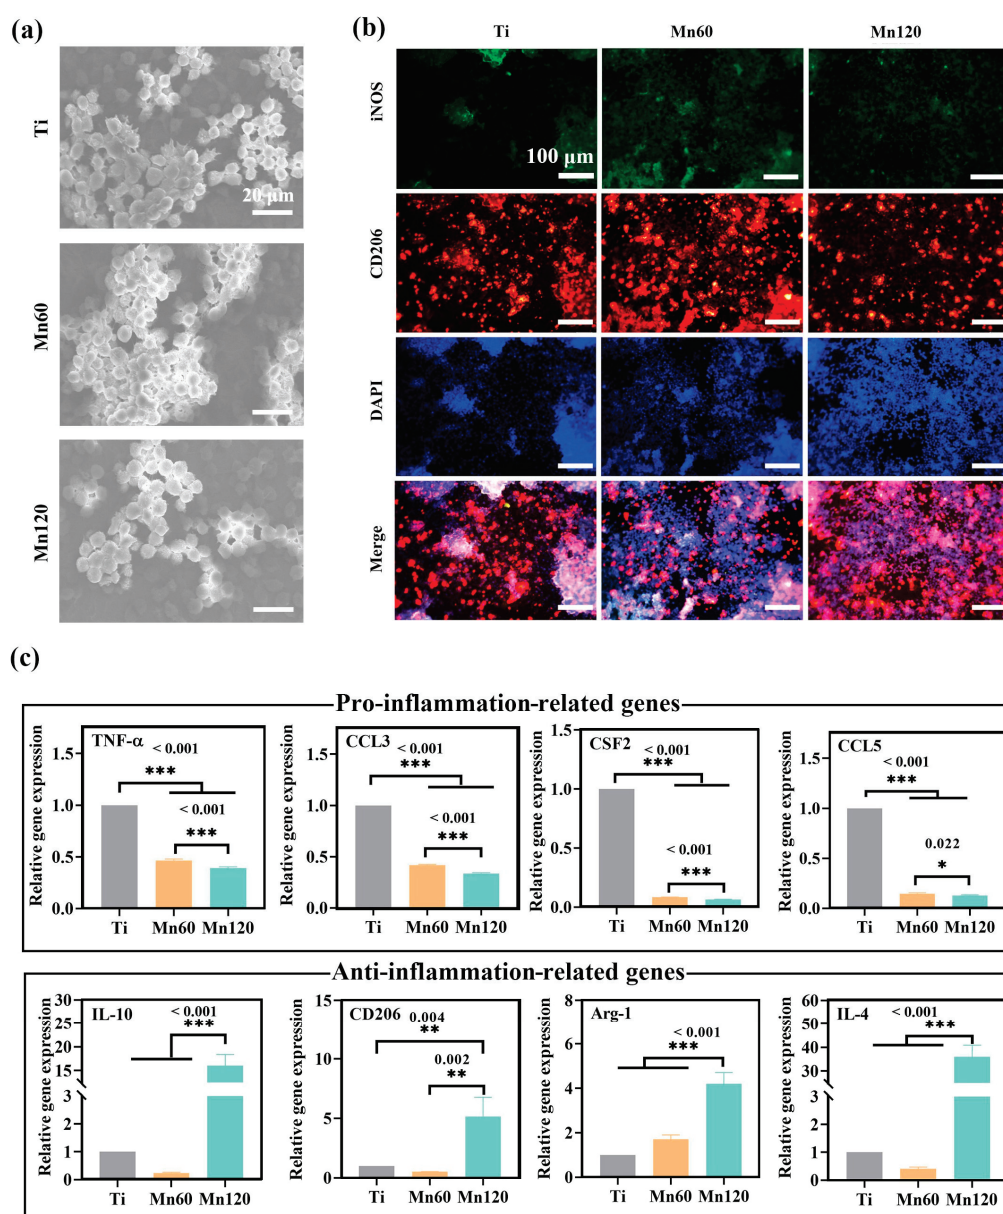 (a)
Ti
20 μm
Mn60
Mn120
(b)
Ti Mn60 Mn120
iNOS
100 μm
CD206
DAPI
Merge
(c)
Pro-inflammation-related genes
TNF-α
Relative gene expression
1.5
1.0
0.5
0.0
< 0.001
***
< 0.001
***
Ti Mn60 Mn120
CCL3
Relative gene expression
1.5
1.0
0.5
0.0
< 0.001
***
< 0.001
***
Ti Mn60 Mn120
CSF2
Relative gene expression
1.5
1.0
0.5
0.0
< 0.001
***
< 0.001
***
Ti Mn60 Mn120
CCL5
Relative gene expression
1.5
1.0
0.5
0.0
< 0.001
***
0.022
*
Ti Mn60 Mn120
Anti-inflammation-related genes
IL-10
Relative gene expression
30
25
20
15
3
2
1
0
< 0.001
***
Ti Mn60 Mn120
CD206
Relative gene expression
15
10
5
0
0.004
**
0.002
**
Ti Mn60 Mn120
Arg-1
Relative gene expression
8
6
4
2
0
< 0.001
***
Ti Mn60 Mn120
IL-4
Relative gene expression
60
50
40
30
3
2
1
0
< 0.001
***
Ti Mn60 Mn120